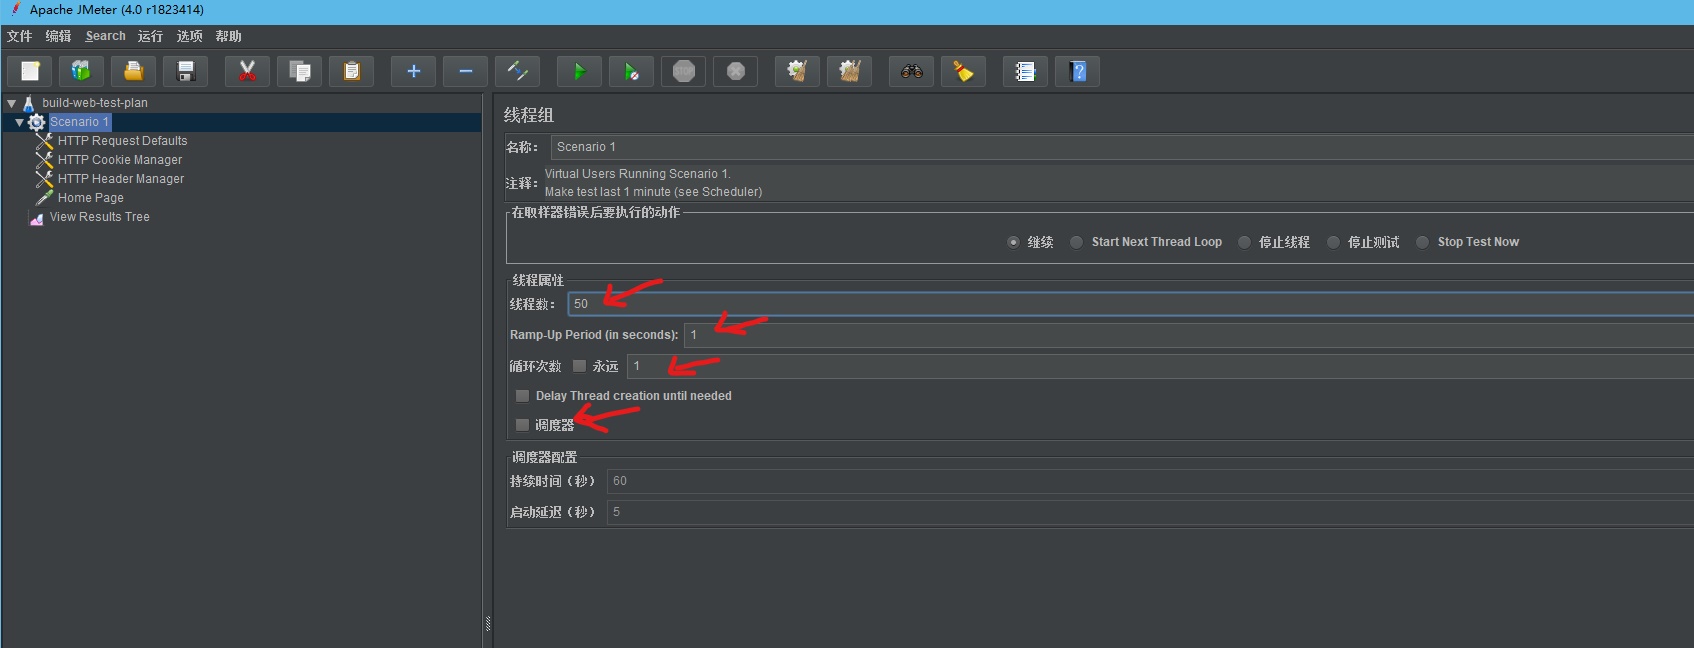 Apache JMeter (4.0 r1823414)
文件 编辑 Search 运行 选项 帮助
STOP
build-web-test-plan
Scenario 1
HTTP Request Defaults
HTTP Cookie Manager
HTTP Header Manager
Home Page
View Results Tree
线程组
名称： Scenario 1
注释： Virtual Users Running Scenario 1.
Make test last 1 minute (see Scheduler)
在取样器错误后要执行的动作
继续 Start Next Thread Loop 停止线程 停止测试 Stop Test Now
线程属性
线程数： 50
Ramp-Up Period (in seconds): 1
循环次数 永远 1
Delay Thread creation until needed
调度器
调度器配置
持续时间（秒） 60
启动延迟（秒） 5